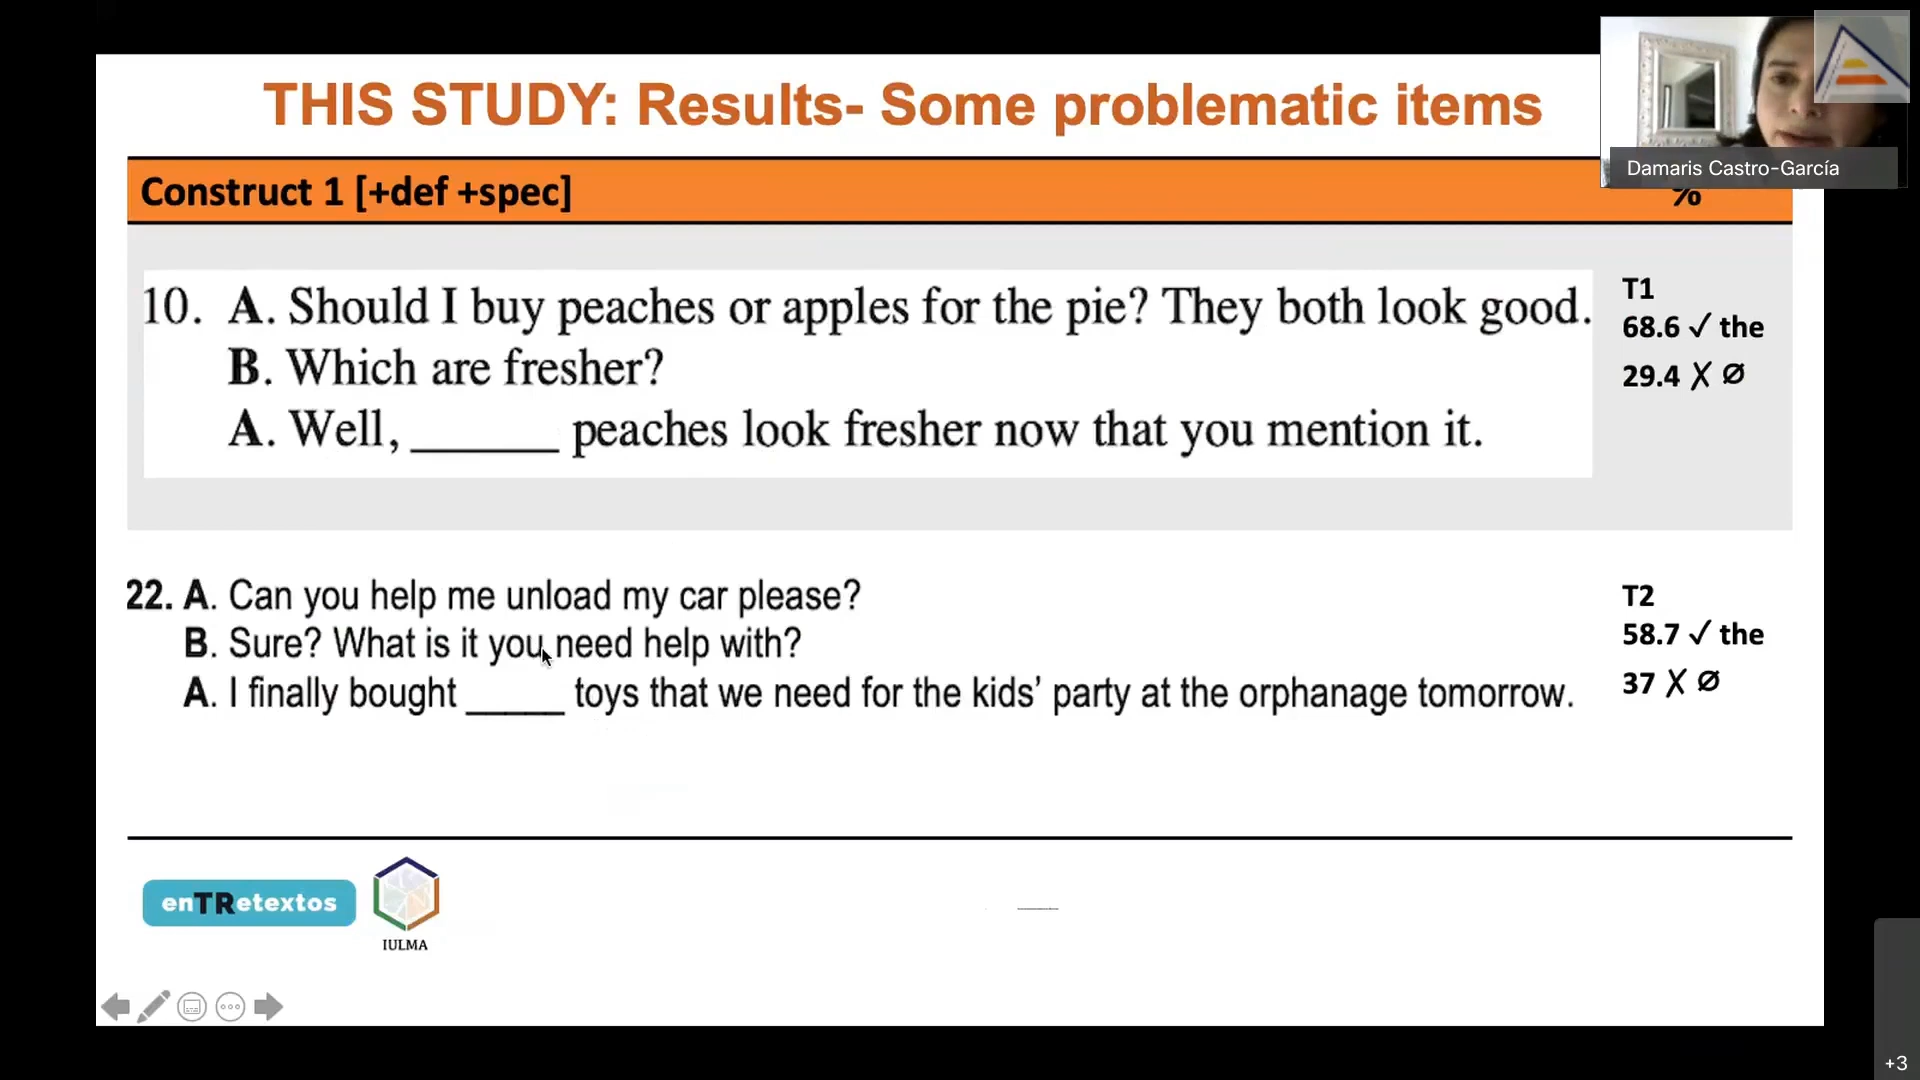 THIS STUDY: Results- Some problematic items
Damaris Castro-García
Construct 1 [+def +spec]
%
10. A. Should I buy peaches or apples for the pie? They both look good.
B. Which are fresher?
A. Well, ______ peaches look fresher now that you mention it.
T1
68.6 ✓ the
29.4 ✗ Ø
22. A. Can you help me unload my car please?
B. Sure? What is it you need help with?
A. I finally bought _____ toys that we need for the kids’ party at the orphanage tomorrow.
T2
58.7 ✓ the
37 ✗ Ø
enTRetextos
IULMA
+3